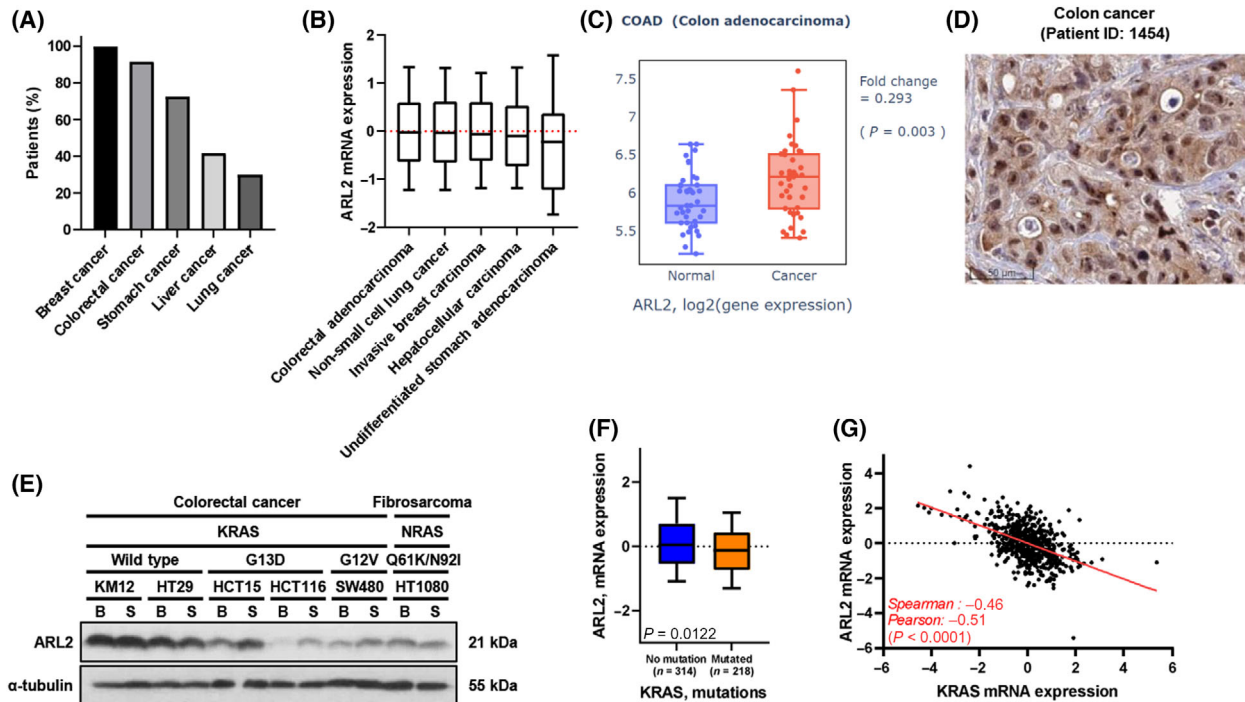 (A)
Patients (%)
100
80
60
40
20
0
Breast cancer
Colorectal cancer
Stomach cancer
Liver cancer
Lung cancer
(B)
ARL2 mRNA expression
2
1
0
−1
−2
Colorectal adenocarcinoma
Non-small cell lung cancer
Invasive breast carcinoma
Hepatocellular carcinoma
Undifferentiated stomach adenocarcinoma
(C)
COAD (Colon adenocarcinoma)
7.5
7
6.5
6
5.5
Normal
Cancer
ARL2, log2(gene expression)
Fold change
= 0.293
( P = 0.003 )
(D)
Colon cancer
(Patient ID: 1454)
50 µm
(E)
Colorectal cancer
Fibrosarcoma
KRAS
NRAS
Wild type
G13D
G12V
Q61K/N92I
KM12
HT29
HCT15
HCT116
SW480
HT1080
B S B S B S B S B S B S
ARL2
21 kDa
α-tubulin
55 kDa
(F)
ARL2, mRNA expression
2
0
−2
P = 0.0122
No mutation
(n = 314)
Mutated
(n = 218)
KRAS, mutations
(G)
ARL2 mRNA expression
6
4
2
0
−2
−4
−6
Spearman : −0.46
Pearson: −0.51
(P < 0.0001)
−6
−4
−2
0
2
4
6
KRAS mRNA expression